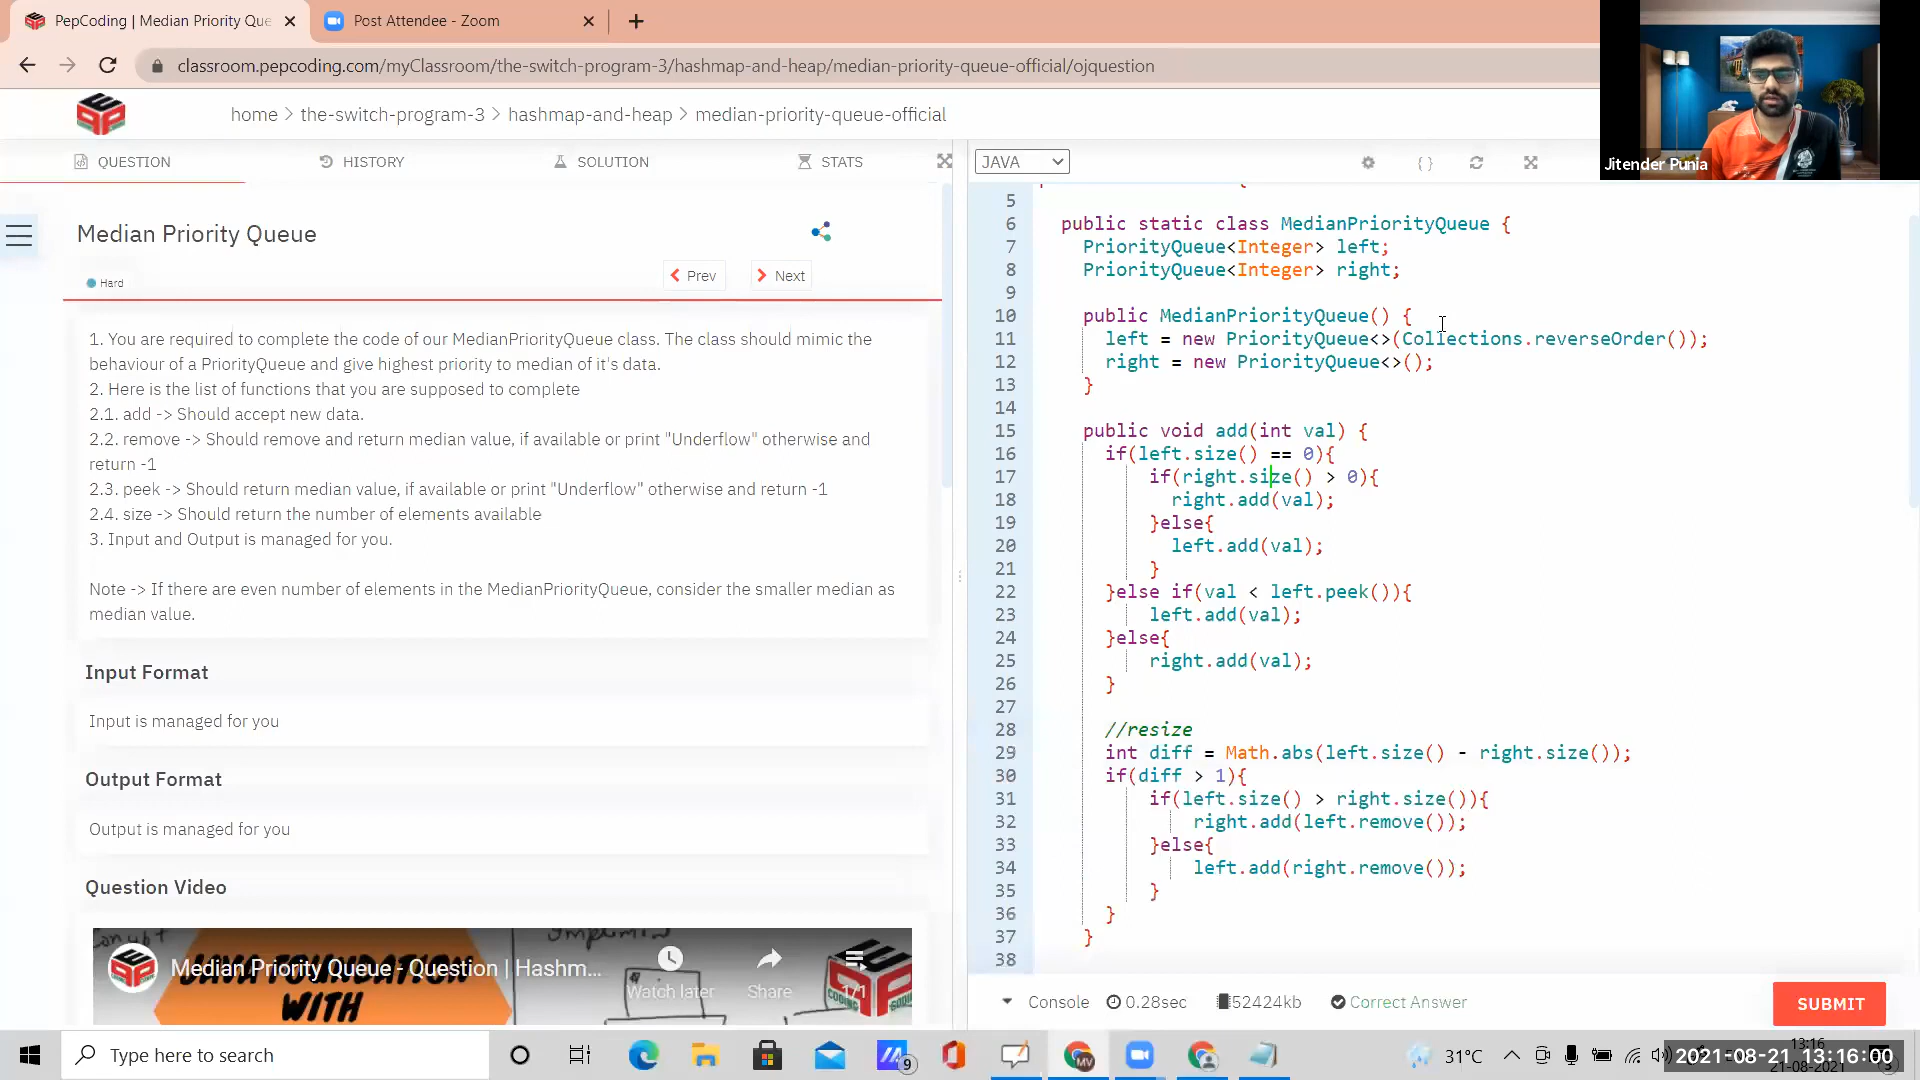 PepCoding | Median Priority Que
Post Attendee - Zoom
classroom.pepcoding.com/myClassroom/the-switch-program-3/hashmap-and-heap/median-priority-queue-official/ojquestion
Jitender Punia
home > the-switch-program-3 > hashmap-and-heap > median-priority-queue-official
QUESTION
HISTORY
SOLUTION
STATS
JAVA
Median Priority Queue
Hard
Prev
Next
1. You are required to complete the code of our MedianPriorityQueue class. The class should mimic the
behaviour of a PriorityQueue and give highest priority to median of it's data.
2. Here is the list of functions that you are supposed to complete
2.1. add -> Should accept new data.
2.2. remove -> Should remove and return median value, if available or print "Underflow" otherwise and
return -1
2.3. peek -> Should return median value, if available or print "Underflow" otherwise and return -1
2.4. size -> Should return the number of elements available
3. Input and Output is managed for you.
Note -> If there are even number of elements in the MedianPriorityQueue, consider the smaller median as
median value.
Input Format
Input is managed for you
Output Format
Output is managed for you
Question Video
Median Priority Queue - Question | Hashm...
JAVA FOUNDATION
WITH
Watch later
Share
1/1
5
6 public static class MedianPriorityQueue {
7 PriorityQueue<Integer> left;
8 PriorityQueue<Integer> right;
9
10 public MedianPriorityQueue() {
11 left = new PriorityQueue<>(Collections.reverseOrder());
12 right = new PriorityQueue<>();
13 }
14
15 public void add(int val) {
16 if(left.size() == 0){
17 if(right.size() > 0){
18 right.add(val);
19 }else{
20 left.add(val);
21 }
22 }else if(val < left.peek()){
23 left.add(val);
24 }else{
25 right.add(val);
26 }
27
28 //resize
29 int diff = Math.abs(left.size() - right.size());
30 if(diff > 1){
31 if(left.size() > right.size()){
32 right.add(left.remove());
33 }else{
34 left.add(right.remove());
35 }
36 }
37 }
38
Console
0.28sec
52424kb
Correct Answer
SUBMIT
Type here to search
9
MV
31°C
13:16
2021-08-21 13:16:00
21-08-2021